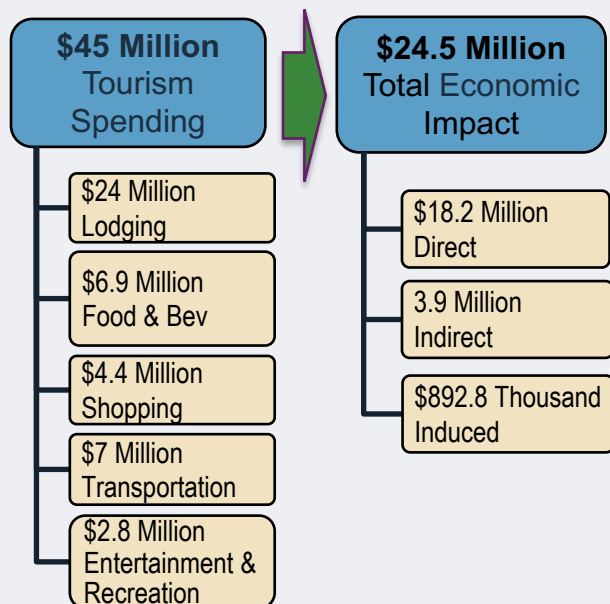 $45 Million
Tourism
Spending
$24 Million
Lodging
$6.9 Million
Food & Bev
$4.4 Million
Shopping
$7 Million
Transportation
$2.8 Million
Entertainment &
Recreation
$24.5 Million
Total Economic
Impact
$18.2 Million
Direct
3.9 Million
Indirect
$892.8 Thousand
Induced